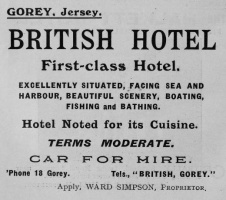 GOREY, Jersey.
BRITISH HOTEL
First-class Hotel.
EXCELLENTLY SITUATED, FACING SEA AND
HARBOUR, BEAUTIFUL SCENERY, BOATING,
FISHING and BATHING.
Hotel Noted for its Cuisine.
TERMS MODERATE.
CAR FOR HIRE.
'Phone 18 Gorey. Tels., "BRITISH, GOREY."
Apply, WARD SIMPSON, PROPRIETOR.